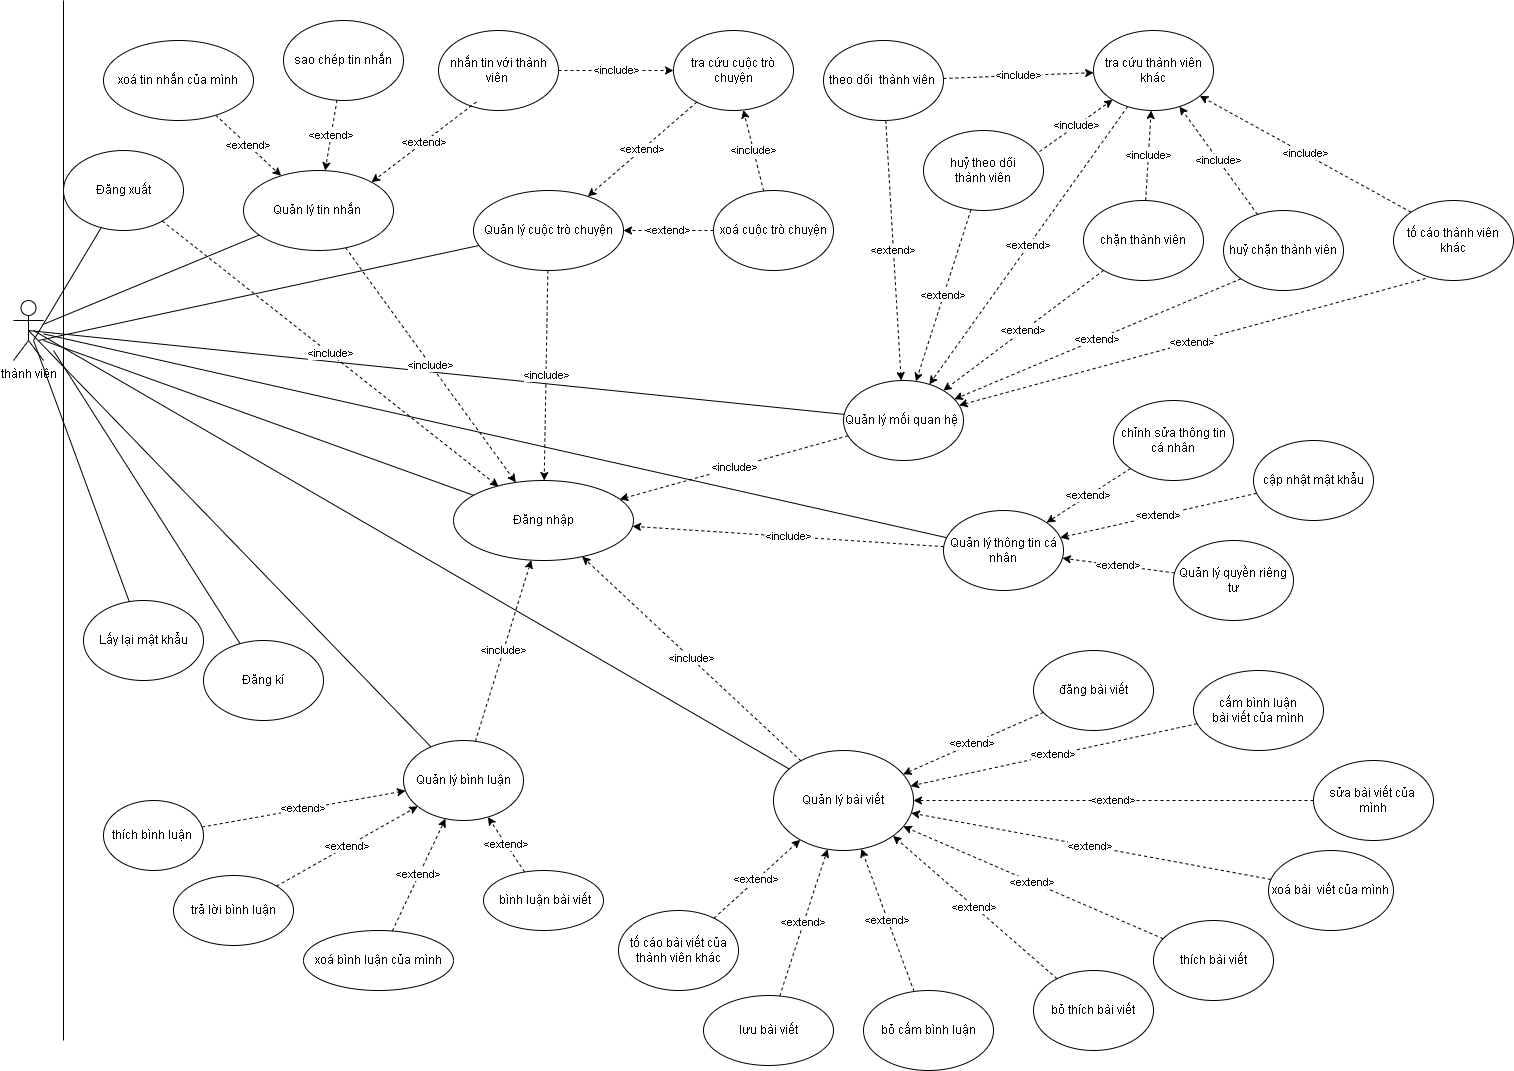 xoá tin nhắn của mình
sao chép tin nhắn
nhắn tin với thành
viên
<include>
tra cứu cuộc trò
chuyện
theo dõi  thành viên
<include>
tra cứu thành viên
khác
<extend>
<extend>
<extend>
<extend>
<include>
huỷ theo dõi
thành viên
<include>
<include>
<include>
<include>
Đăng xuất
Quản lý tin nhắn
Quản lý cuộc trò chuyện
<extend>
xoá cuộc trò chuyện
<extend>
<extend>
chặn thành viên
huỷ chặn thành viên
tố cáo thành viên
khác
<extend>
<extend>
<extend>
<extend>
thành viên
<include>
<include>
<include>
Quản lý mối quan hệ
<include>
chỉnh sửa thông tin
cá nhân
cập nhật mật khẩu
<extend>
<extend>
Đăng nhập
<include>
Quản lý thông tin cá
nhân
<extend>
Quản lý quyền riêng
tư
Lấy lại mật khẩu
Đăng kí
<include>
<include>
đăng bài viết
cấm bình luận
bài viết của mình
<extend>
<extend>
Quản lý bình luận
Quản lý bài viết
<extend>
sửa bài viết của
mình
<extend>
thích bình luận
<extend>
<extend>
<extend>
<extend>
xoá bài  viết của mình
trả lời bình luận
bình luận bài viết
<extend>
<extend>
<extend>
<extend>
<extend>
xoá bình luận của mình
tố cáo bài viết của
thành viên khác
thích bài viết
lưu bài viết
bỏ cấm bình luận
bỏ thích bài viết